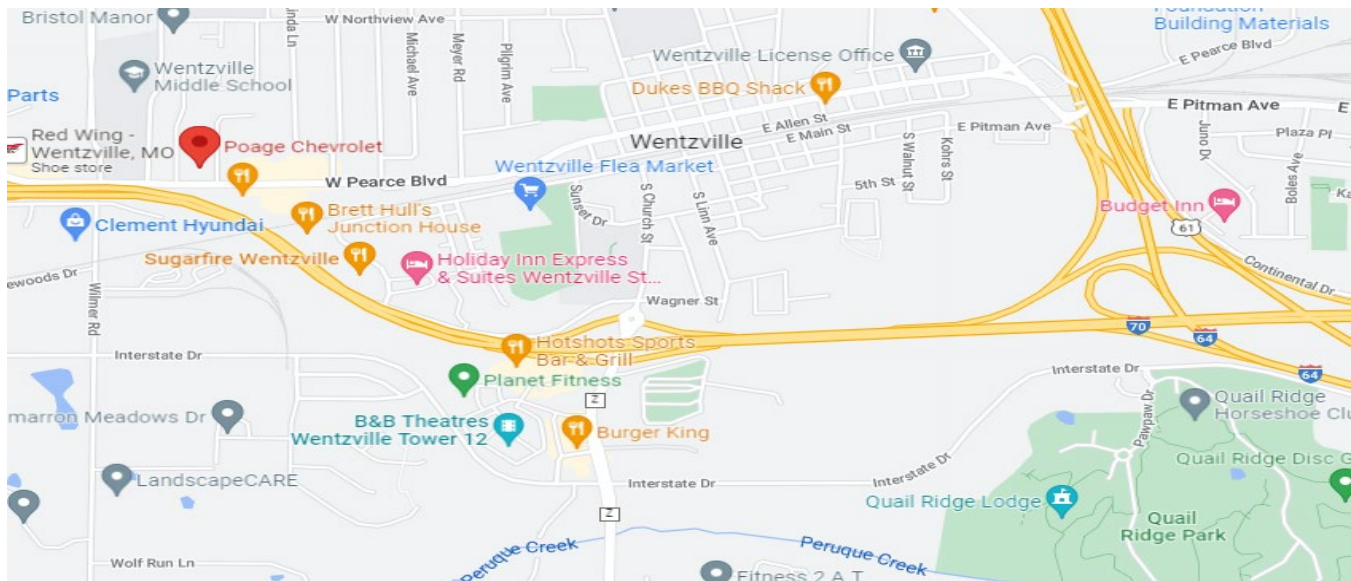 Bristol Manor
Linda Ln
W Northview Ave
Michael Ave
Meyer Rd
Pilgrim Ave
Wentzville
Middle School
Parts
Red Wing -
Wentzville, MO
Shoe store
Poage Chevrolet
W Pearce Blvd
Wentzville Flea Market
Wentzville
Dukes BBQ Shack
Wentzville License Office
Building Materials
E Pearce Blvd
E Pitman Ave
E Pitman Ave
E Allen St
E Main St
S Walnut St
Kohrs St
5th St
Juno Dr
Plaza Pl
Boles Ave
Budget Inn
61
Continental Dr
Clement Hyundai
Brett Hull's
Junction House
Sugarfire Wentzville
Holiday Inn Express
& Suites Wentzville St...
Sunset Dr
S Church St
S Linn Ave
Wagner St
ewoods Dr
Wilmer Rd
Interstate Dr
Hotshots Sports
Bar & Grill
Planet Fitness
Z
B&B Theatres
Wentzville Tower 12
Burger King
70
64
64
Interstate Dr
Pawpaw Dr
Quail Ridge
Horseshoe Clu
Quail Ridge Disc G
marron Meadows Dr
LandscapeCARE
Interstate Dr
Interstate Dr
Quail Ridge Lodge
Quail
Ridge Park
Z
Wolf Run Ln
Peruque Creek
Peruque Creek
Fitness 2 A T